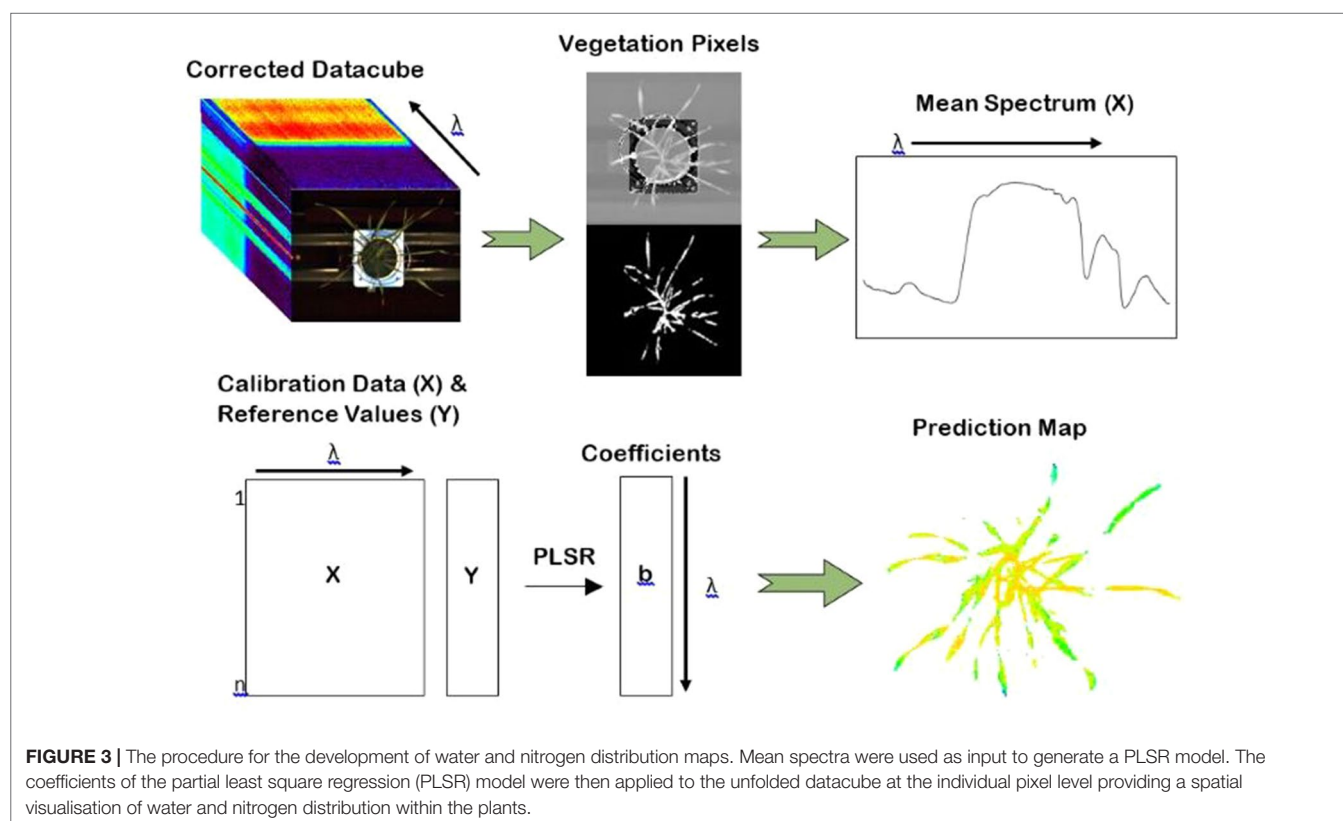 Corrected Datacube
λ
Vegetation Pixels
Mean Spectrum (X)
λ
Calibration Data (X) &
Reference Values (Y)
λ
1
n
X
Y
PLSR
Coefficients
b
λ
Prediction Map
FIGURE 3 | The procedure for the development of water and nitrogen distribution maps. Mean spectra were used as input to generate a PLSR model. The
coefficients of the partial least square regression (PLSR) model were then applied to the unfolded datacube at the individual pixel level providing a spatial
visualisation of water and nitrogen distribution within the plants.